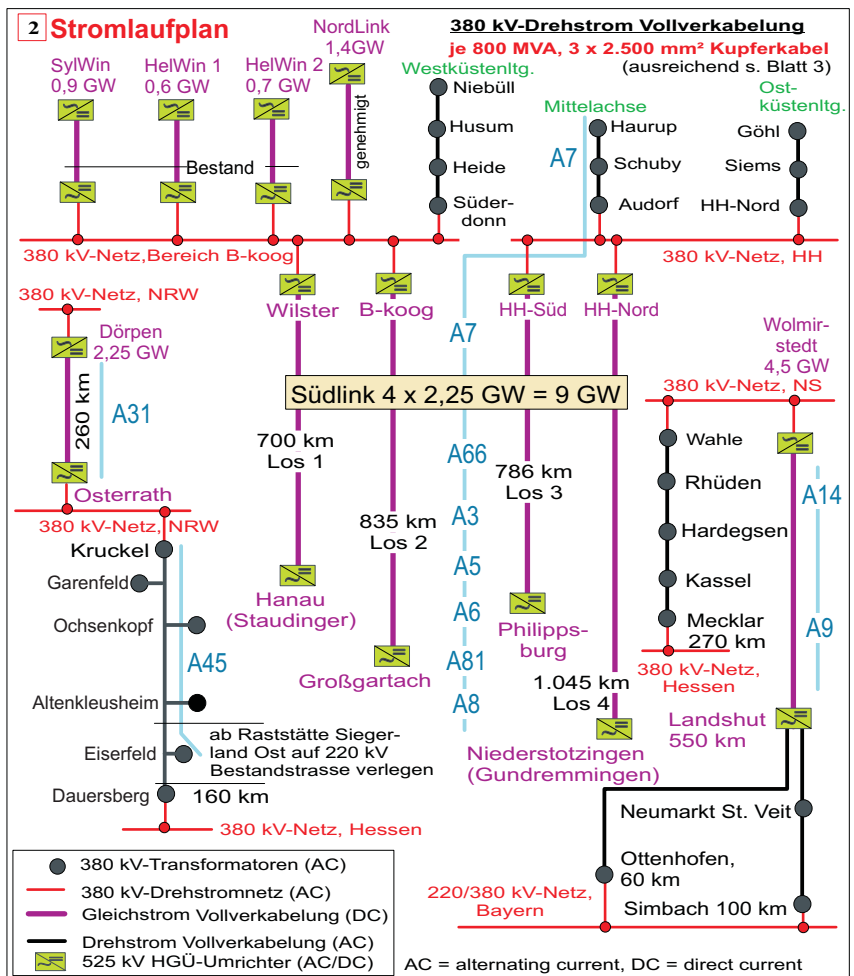 2 Stromlaufplan
380 kV-Drehstrom Vollverkabelung
je 800 MVA, 3 x 2.500 mm² Kupferkabel
(ausreichend s. Blatt 3)
SylWin
0,9 GW
HelWin 1
0,6 GW
HelWin 2
0,7 GW
NordLink
1,4GW
genehmigt
Bestand
Westküstenltg.
Niebüll
Husum
Heide
Süder-
donn
Mittelachse
A7
Haurup
Schuby
Audorf
Ost-
küstenltg.
Göhl
Siems
HH-Nord
380 kV-Netz,Bereich B-koog
380 kV-Netz, HH
380 kV-Netz, NRW
Dörpen
2,25 GW
260 km
A31
Osterrath
380 kV-Netz, NRW
Wilster
B-koog
A7
HH-Süd
HH-Nord
Wolmir-
stedt
4,5 GW
380 kV-Netz, NS
Südlink 4 x 2,25 GW = 9 GW
700 km
Los 1
835 km
Los 2
A66
A3
A5
A6
A81
A8
786 km
Los 3
1.045 km
Los 4
Hanau
(Staudinger)
Großgartach
Philipps-
burg
Niederstotzingen
(Gundremmingen)
Wahle
Rhüden
Hardegsen
Kassel
Mecklar
270 km
380 kV-Netz,
Hessen
A14
A9
Landshut
550 km
Kruckel
Garenfeld
Ochsenkopf
A45
Altenkleusheim
Eiserfeld
ab Raststätte Sieger-
land Ost auf 220 kV
Bestandstrasse verlegen
Dauersberg
160 km
380 kV-Netz, Hessen
Neumarkt St. Veit
Ottenhofen,
60 km
220/380 kV-Netz,
Bayern
Simbach 100 km
380 kV-Transformatoren (AC)
380 kV-Drehstromnetz (AC)
Gleichstrom Vollverkabelung (DC)
Drehstrom Vollverkabelung (AC)
525 kV HGÜ-Umrichter (AC/DC)
AC = alternating current, DC = direct current